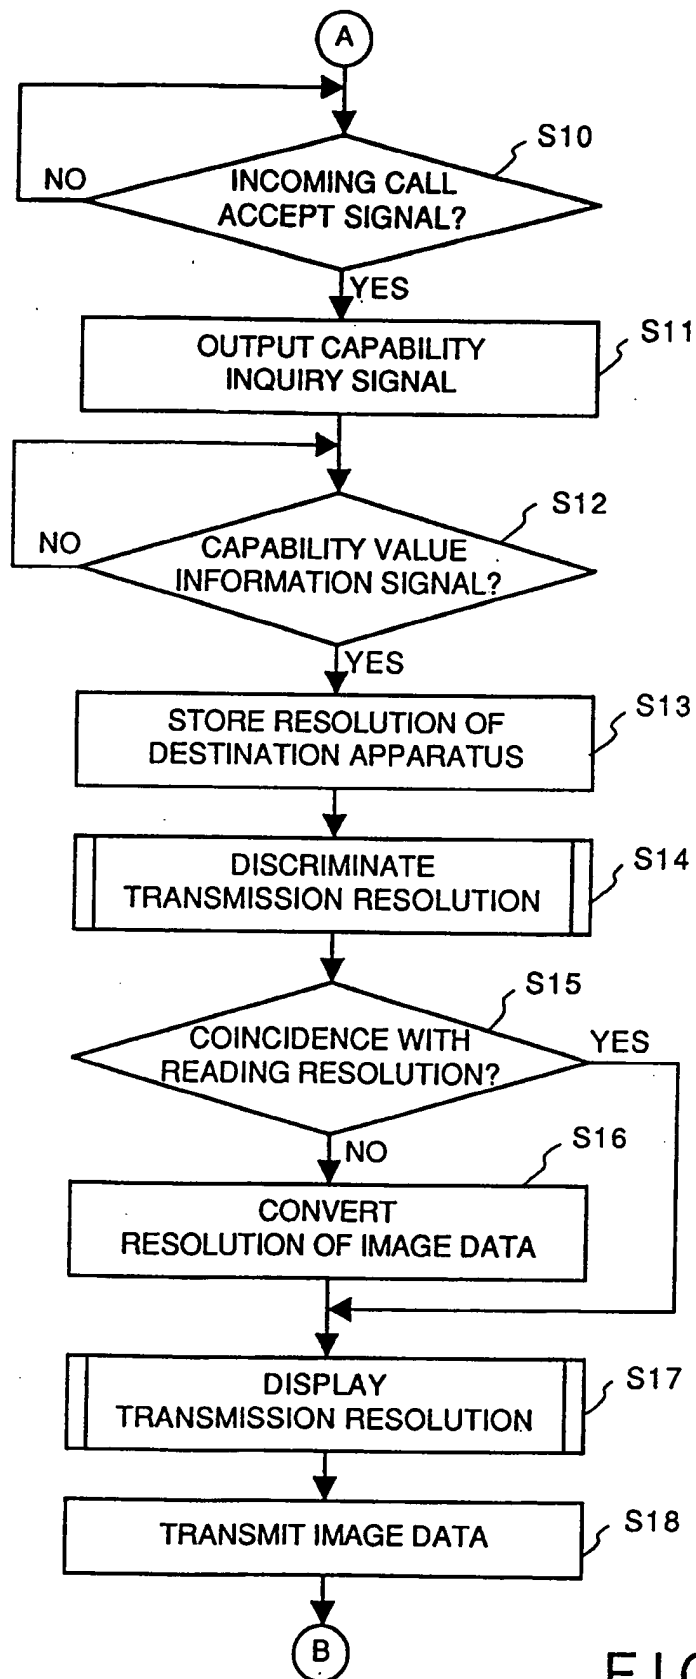 A
S10
NO
INCOMING CALL
ACCEPT SIGNAL?
YES
S11
OUTPUT CAPABILITY
INQUIRY SIGNAL
S12
NO
CAPABILITY VALUE
INFORMATION SIGNAL?
YES
S13
STORE RESOLUTION OF
DESTINATION APPARATUS
S14
DISCRIMINATE
TRANSMISSION RESOLUTION
S15
COINCIDENCE WITH
READING RESOLUTION?
YES
NO
S16
CONVERT
RESOLUTION OF IMAGE DATA
S17
DISPLAY
TRANSMISSION RESOLUTION
S18
TRANSMIT IMAGE DATA
B